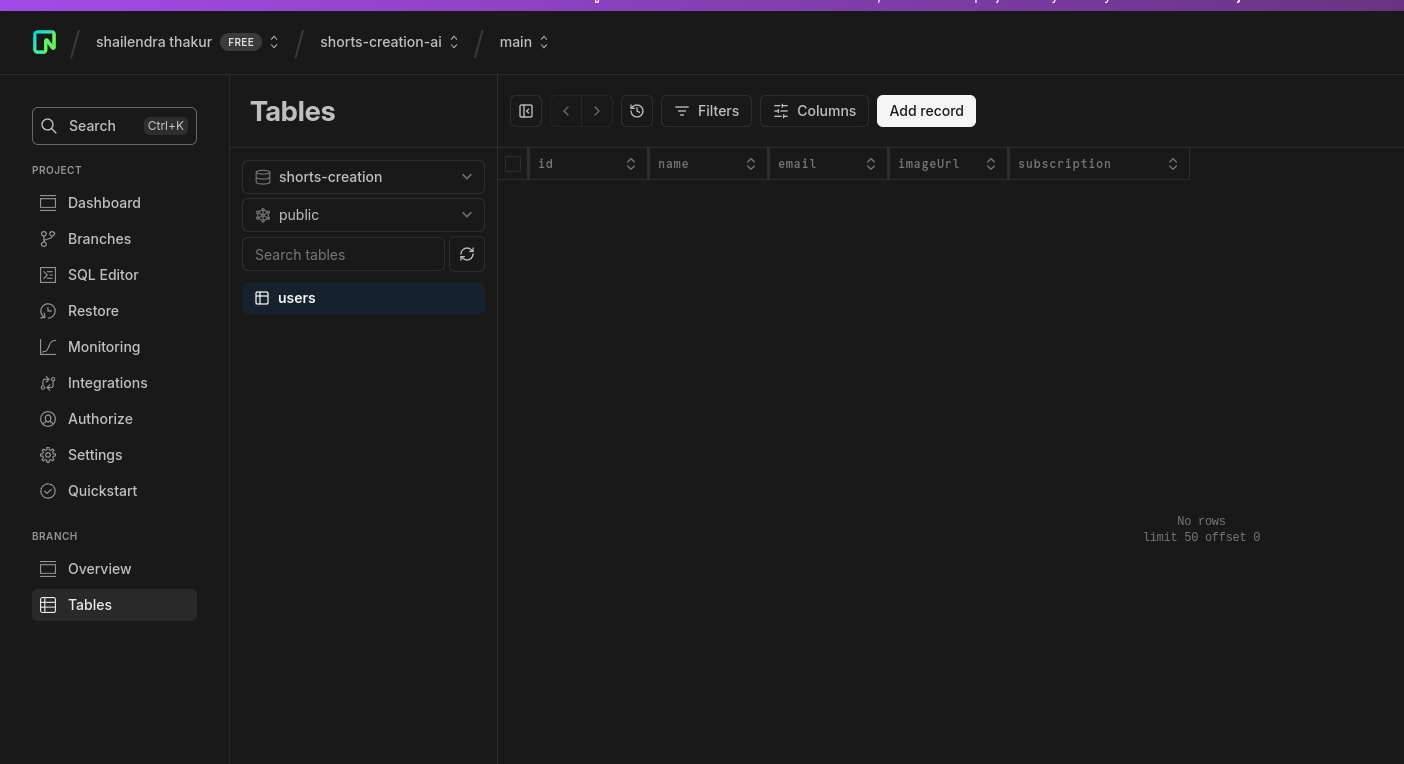 shailendra thakur FREE shorts-creation-ai main
Search Ctrl+K
PROJECT
Dashboard
Branches
SQL Editor
Restore
Monitoring
Integrations
Authorize
Settings
Quickstart
BRANCH
Overview
Tables
Tables
shorts-creation
public
Search tables
users
Filters Columns Add record
id name email imageUrl subscription
No rows
limit 50 offset 0